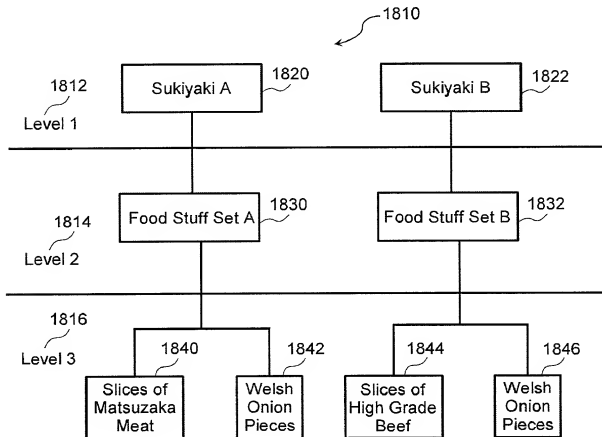 1810
1812
Level 1
Sukiyaki A
1820
Sukiyaki B
1822
1814
Level 2
Food Stuff Set A
1830
Food Stuff Set B
1832
1816
Level 3
1840
Slices of
Matsuzaka
Meat
1842
Welsh
Onion
Pieces
1844
Slices of
High Grade
Beef
1846
Welsh
Onion
Pieces